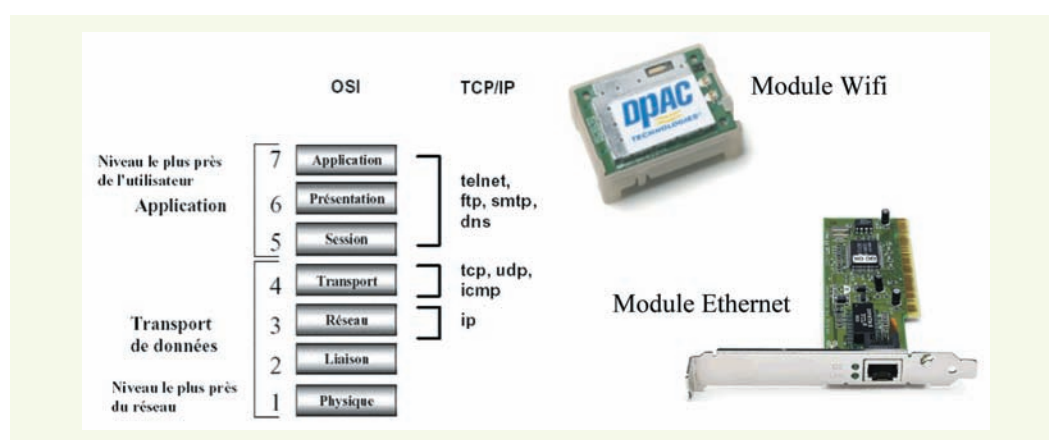 OSI
TCP/IP
Niveau le plus près
de l'utilisateur
Application
7 Application
6 Présentation
5 Session
telnet,
ftp, smtp,
dns
Transport
de données
4 Transport
3 Réseau
2 Liaison
1 Physique
tcp, udp,
icmp
ip
Niveau le plus près
du réseau
Module Wifi
DPAC
TECHNOLOGIES
Module Ethernet